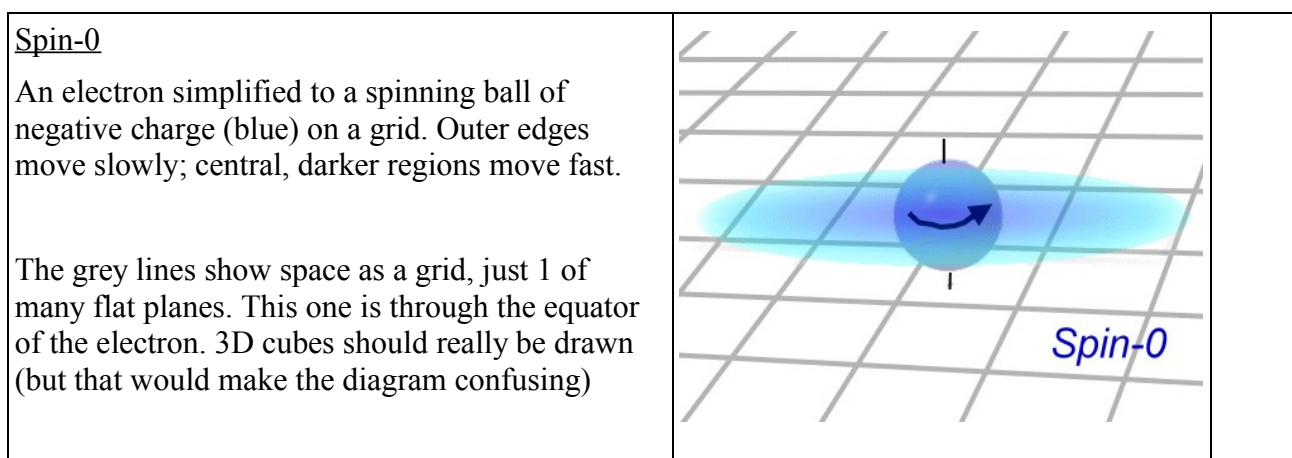 Spin-0
An electron simplified to a spinning ball of
negative charge (blue) on a grid. Outer edges
move slowly; central, darker regions move fast.
The grey lines show space as a grid, just 1 of
many flat planes. This one is through the equator
of the electron. 3D cubes should really be drawn
(but that would make the diagram confusing)
Spin-0